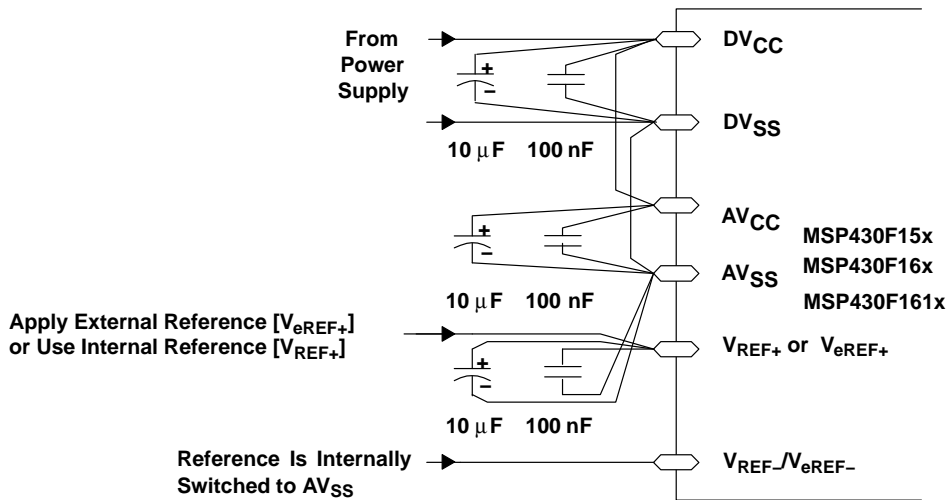 From
Power
Supply
DVCC
+
−
DVSS
10 μF 100 nF
AVCC
MSP430F15x
+
−
AVSS
MSP430F16x
10 μF 100 nF
MSP430F161x
Apply External Reference [VeREF+]
or Use Internal Reference [VREF+]
VREF+ or VeREF+
+
−
10 μF 100 nF
Reference Is Internally
Switched to AVSS
VREF−/VeREF−